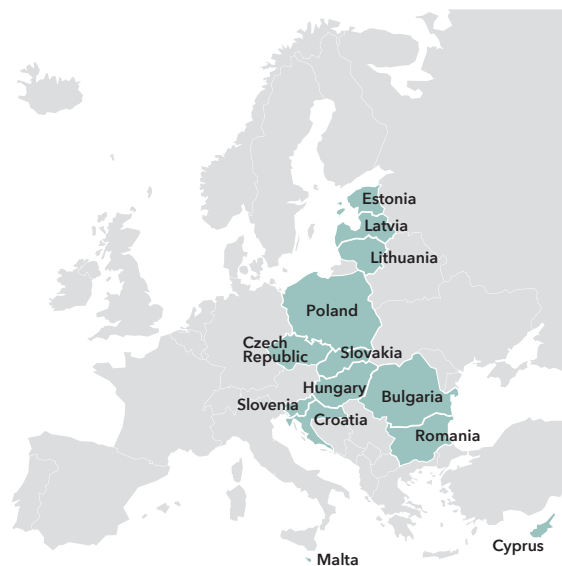 Estonia
Latvia
Lithuania
Poland
Czech
Republic
Slovakia
Hungary
Bulgaria
Slovenia
Croatia
Romania
Cyprus
Malta